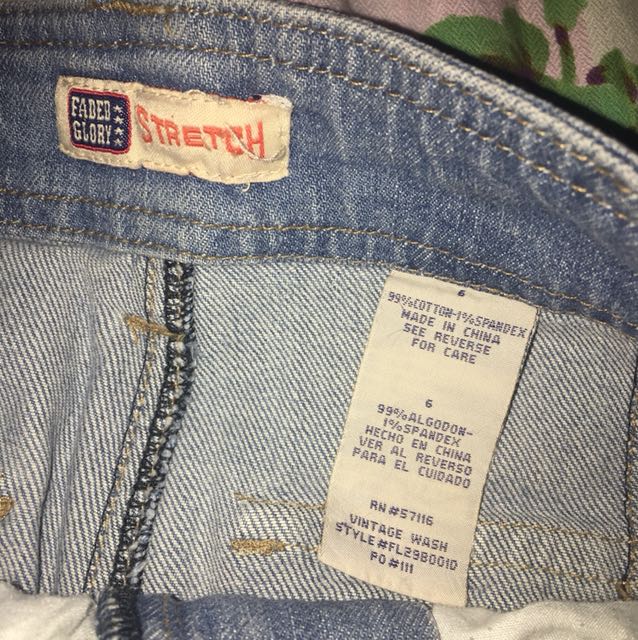 FADED
GLORY
STRETCH
6
99%COTTON-1%SPANDEX
MADE IN CHINA
SEE REVERSE
FOR CARE
6
99%ALGODON-
1%SPANDEX
HECHO EN CHINA
VER AL REVERSO
PARA EL CUIDADO
RN#57116
VINTAGE WASH
STYLE#FL29B001D
PO#111